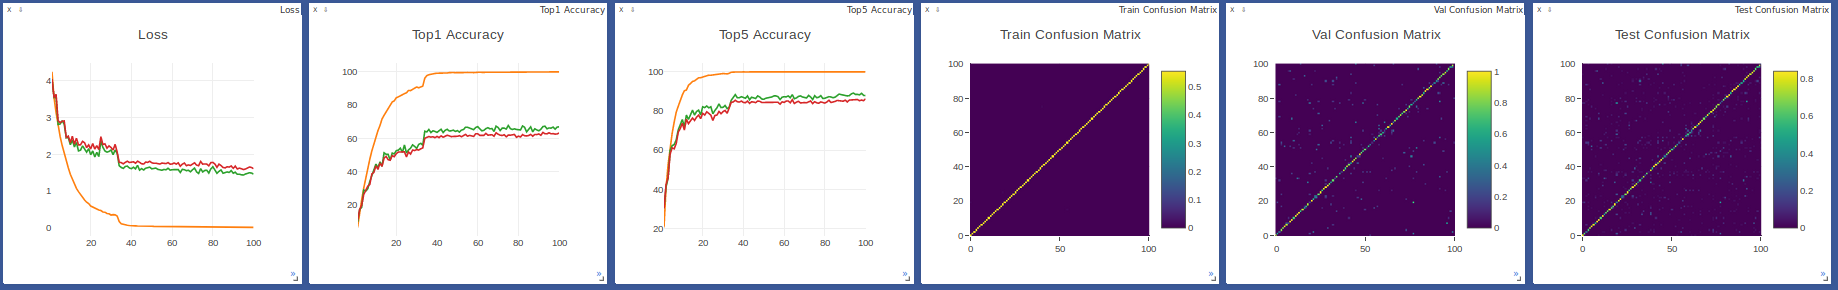 x ⇩ Loss
Loss
4
3
2
1
0
20 40 60 80 100
x ⇩ Top1 Accuracy
Top1 Accuracy
100
80
60
40
20
20 40 60 80 100
x ⇩ Top5 Accuracy
Top5 Accuracy
100
80
60
40
20
20 40 60 80 100
x ⇩ Train Confusion Matrix
Train Confusion Matrix
100
80
60
40
20
0
0 50 100
0.5
0.4
0.3
0.2
0.1
0
x ⇩ Val Confusion Matrix
Val Confusion Matrix
100
80
60
40
20
0
0 50 100
1
0.8
0.6
0.4
0.2
0
x ⇩ Test Confusion Matrix
Test Confusion Matrix
100
80
60
40
20
0
0 50 100
0.8
0.6
0.4
0.2
0